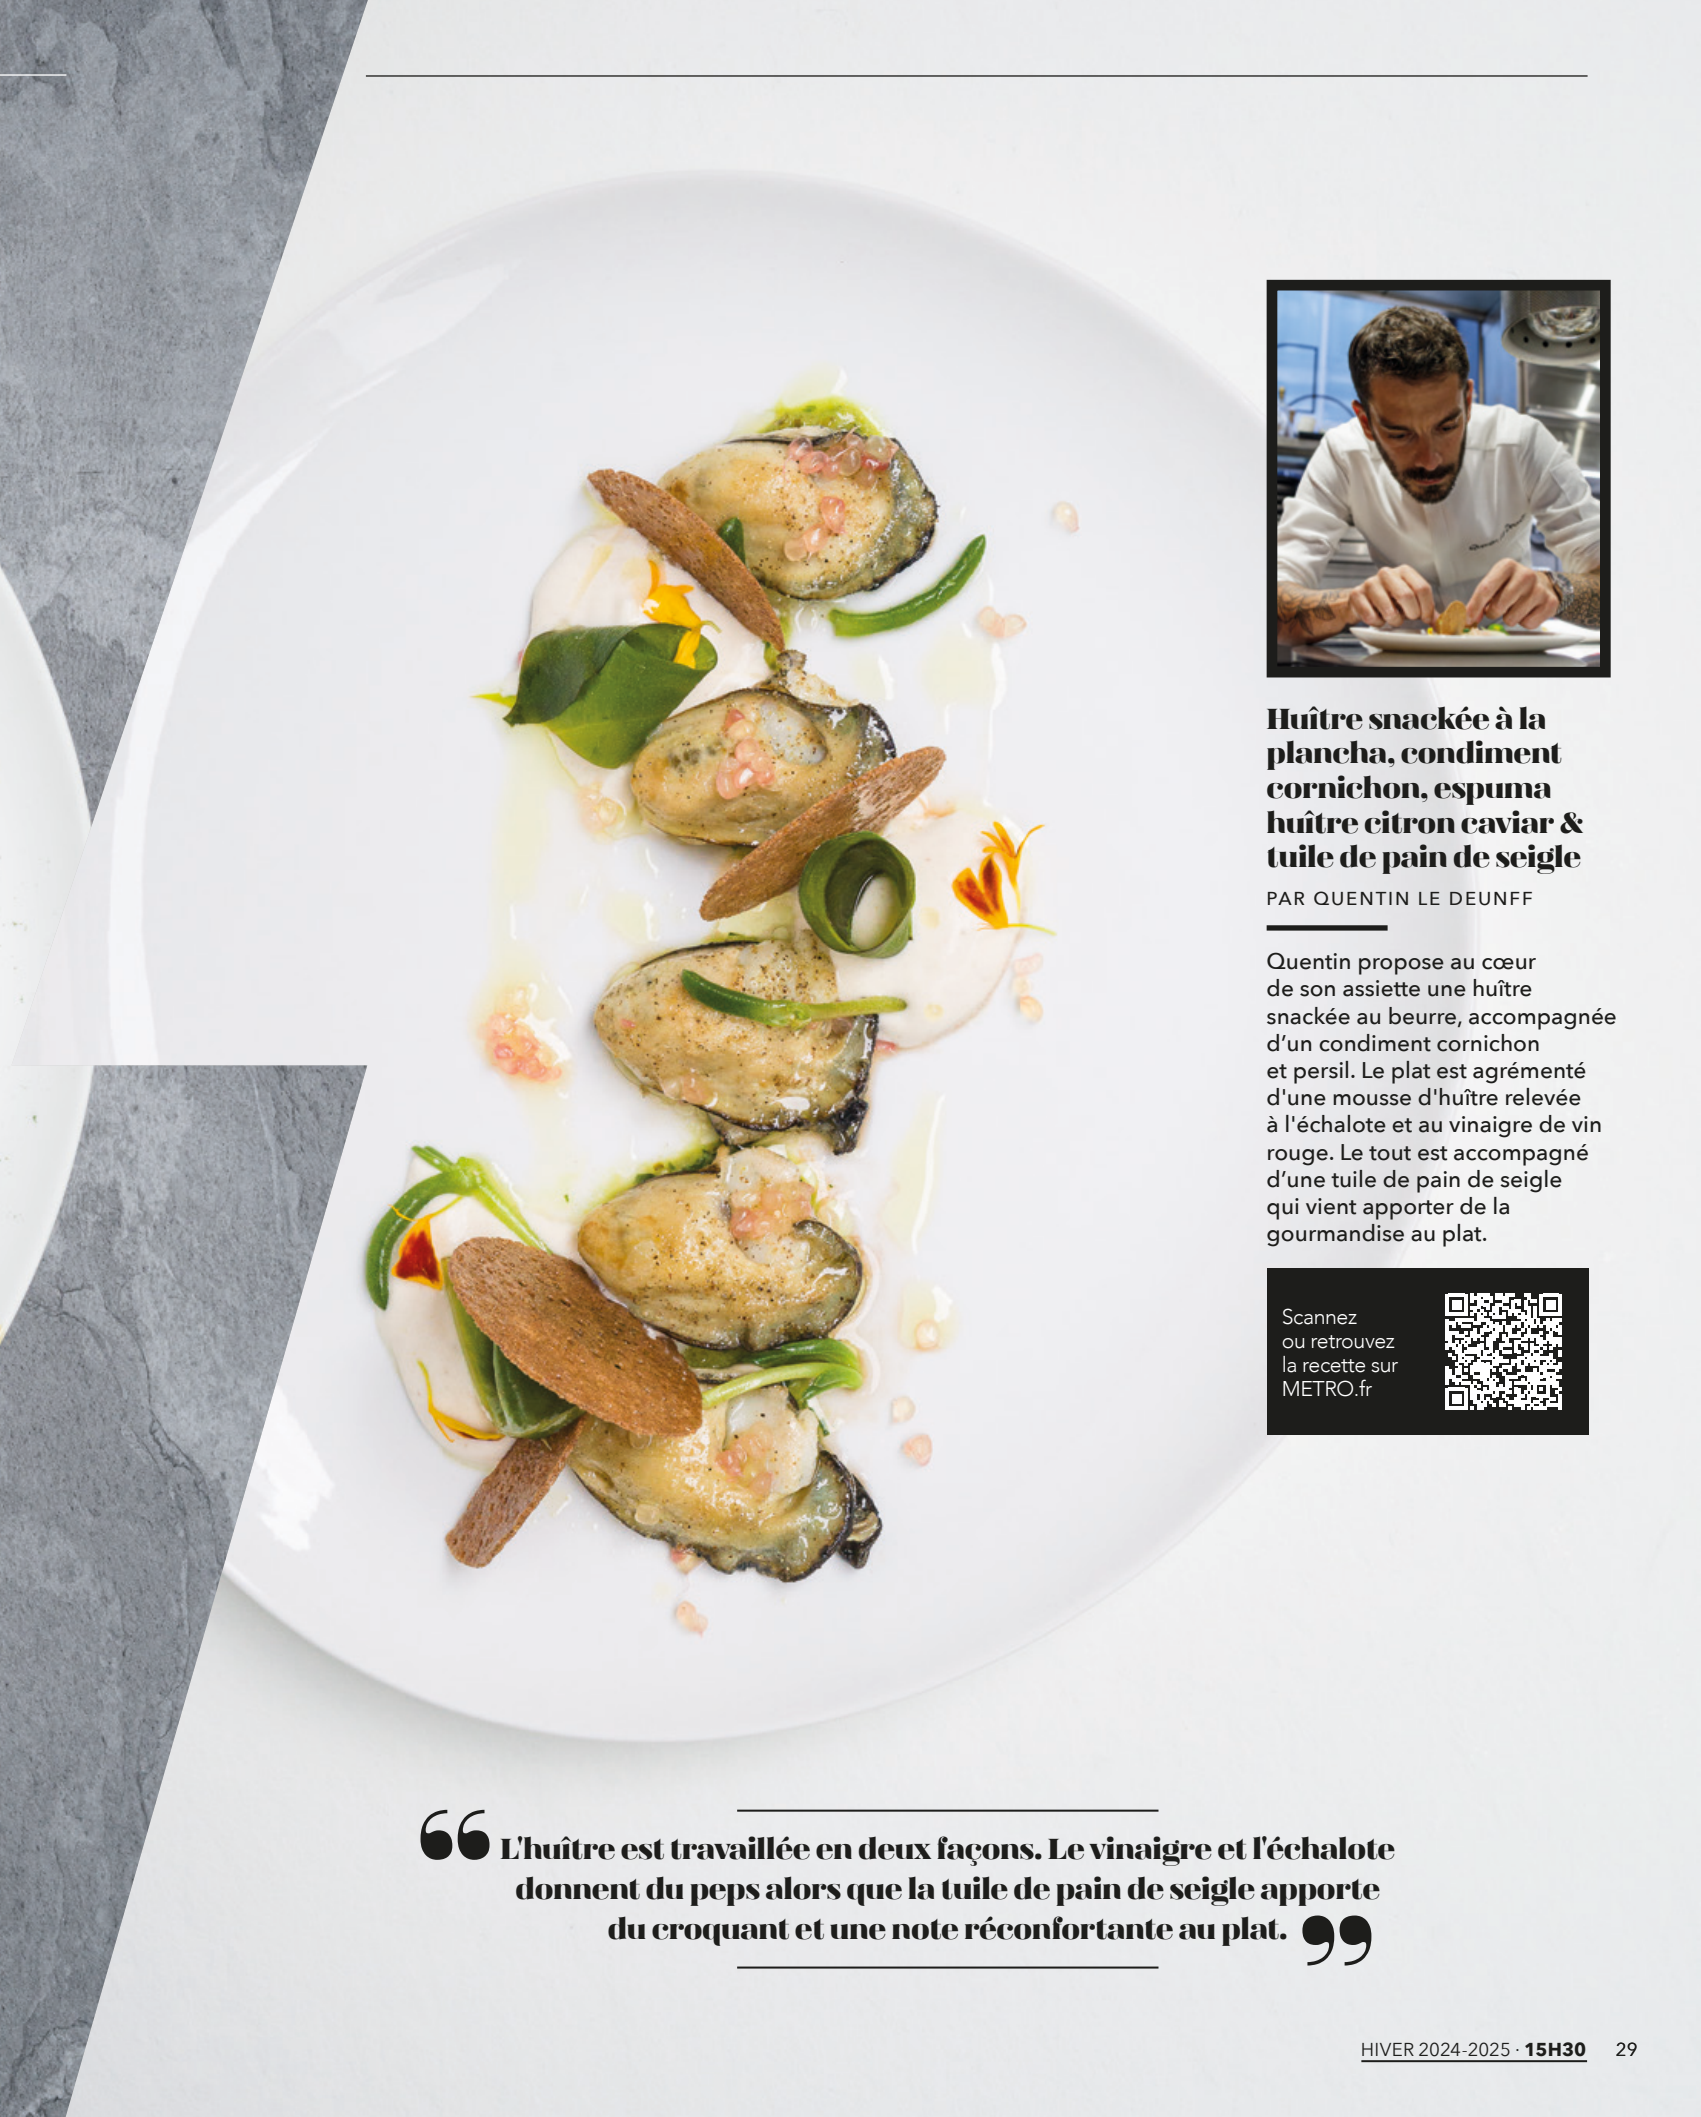 Huître snackée à la
plancha, condiment
cornichon, espuma
huître citron caviar &
tuile de pain de seigle
PAR QUENTIN LE DEUNFF
Quentin propose au cœur
de son assiette une huître
snackée au beurre, accompagnée
d’un condiment cornichon
et persil. Le plat est agrémenté
d'une mousse d'huître relevée
à l'échalote et au vinaigre de vin
rouge. Le tout est accompagné
d’une tuile de pain de seigle
qui vient apporter de la
gourmandise au plat.
Scannez
ou retrouvez
la recette sur
METRO.fr
“ L'huître est travaillée en deux façons. Le vinaigre et l'échalote
donnent du peps alors que la tuile de pain de seigle apporte
du croquant et une note réconfortante au plat. ”
HIVER 2024-2025 · 15H30 29